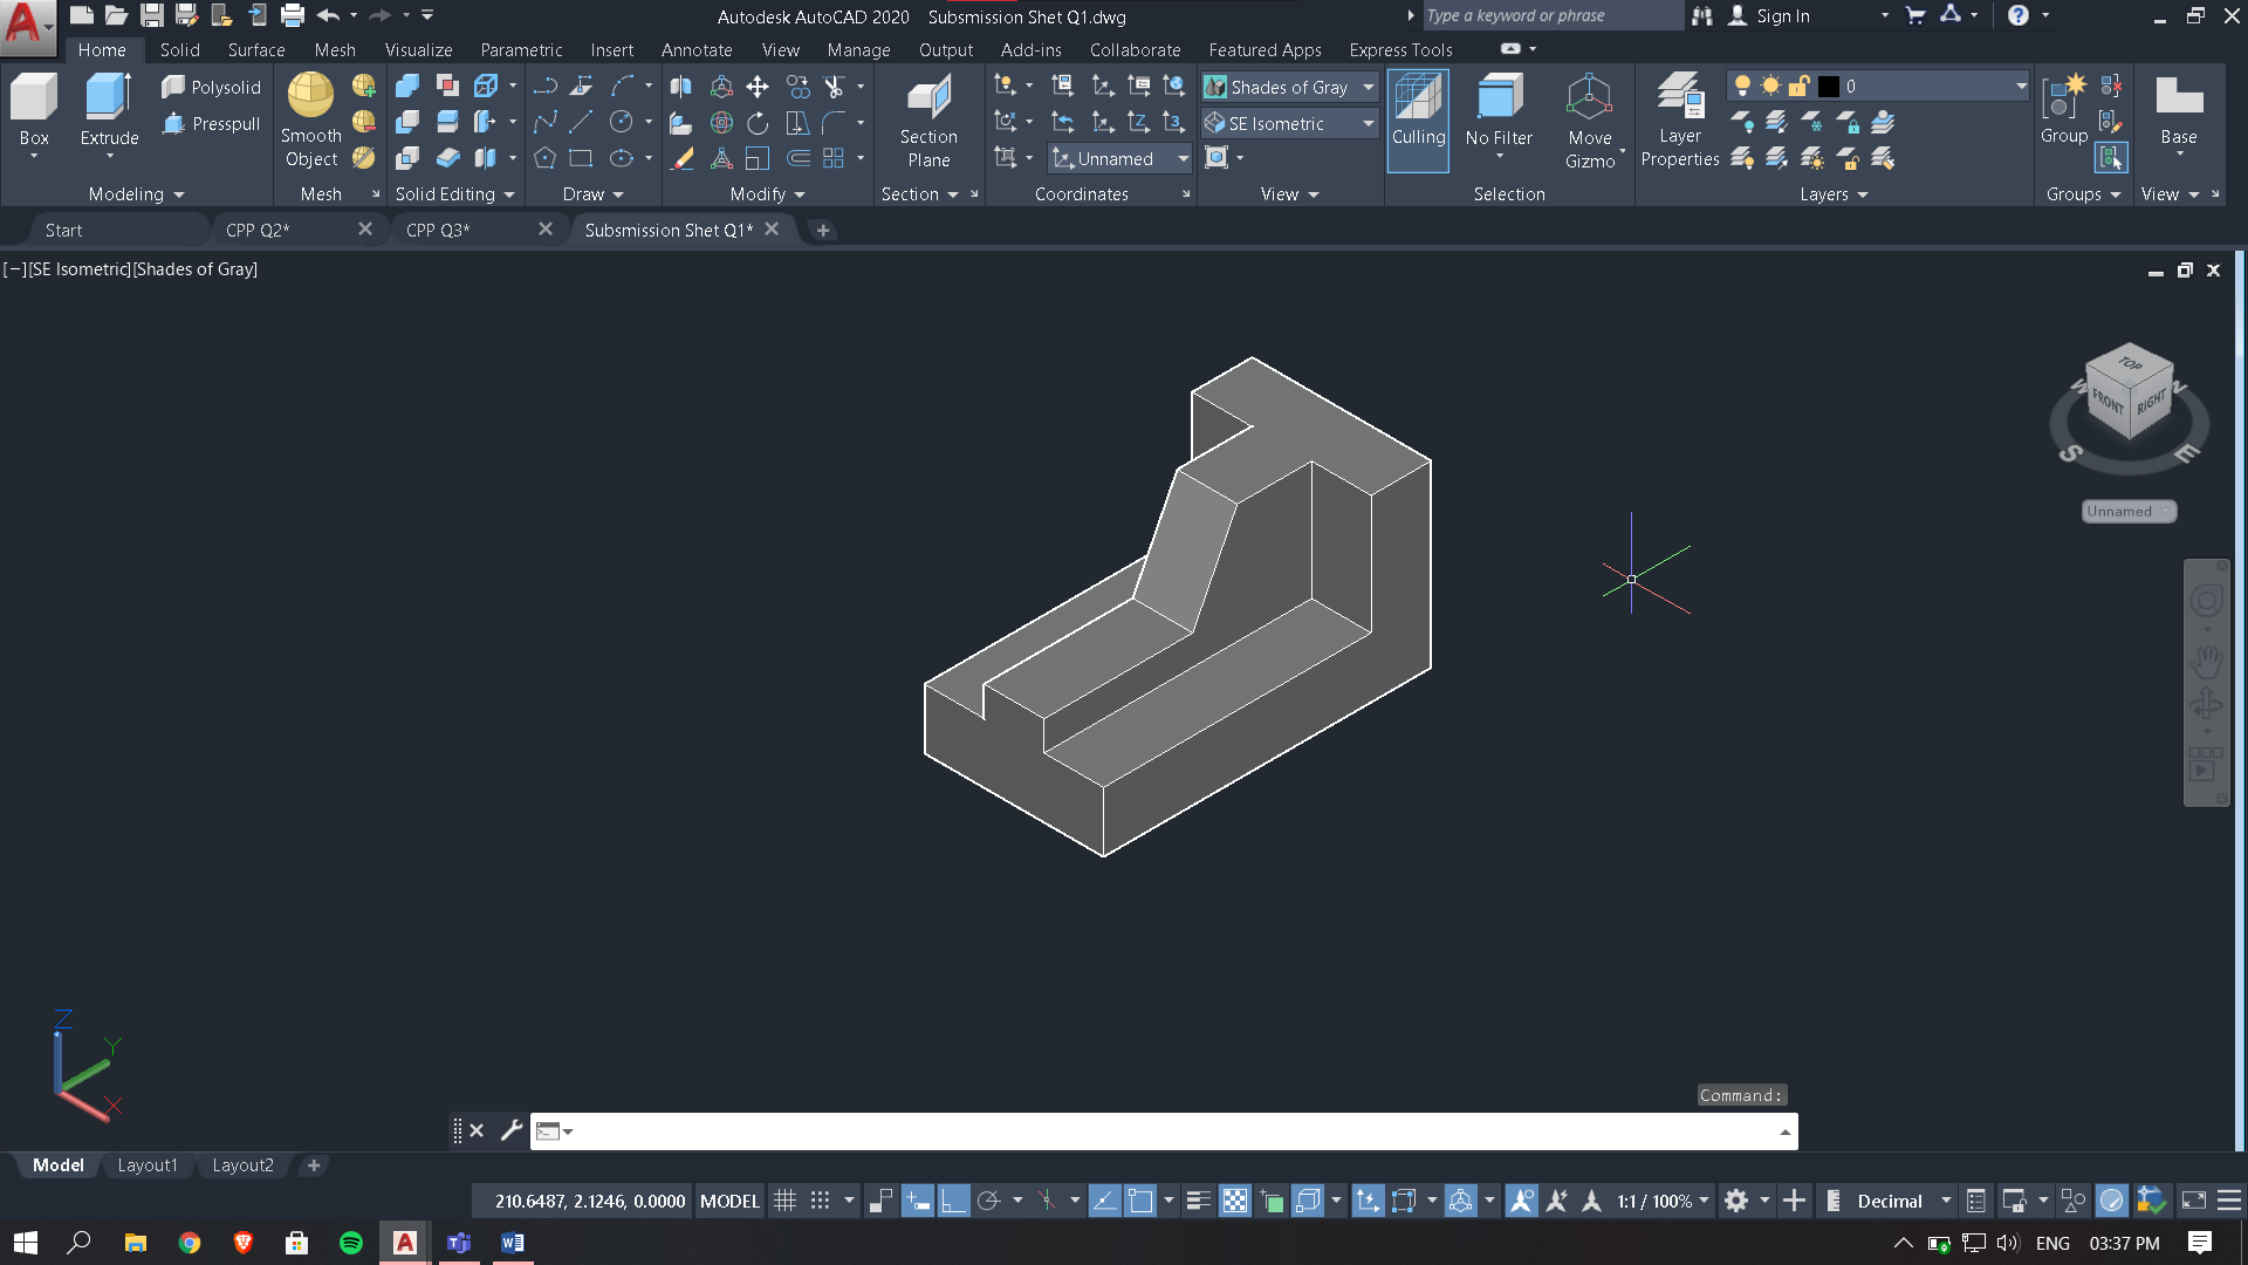 Autodesk AutoCAD 2020 Subsmission Shet Q1.dwg
Type a keyword or phrase
Sign In
Home Solid Surface Mesh Visualize Parametric Insert Annotate View Manage Output Add-ins Collaborate Featured Apps Express Tools
Box
Extrude
Polysolid
Presspull
Smooth
Object
Section
Plane
Unnamed
Shades of Gray
SE Isometric
Culling
No Filter
Move
Gizmo
Layer
Properties
0
Group
Base
Modeling
Mesh
Solid Editing
Draw
Modify
Section
Coordinates
View
Selection
Layers
Groups
View
Start
CPP Q2*
CPP Q3*
Subsmission Shet Q1*
[−][SE Isometric][Shades of Gray]
TOP
FRONT
RIGHT
W
N
S
E
Unnamed
Z
Y
X
Command:
Model
Layout1
Layout2
210.6487, 2.1246, 0.0000
MODEL
1:1 / 100%
Decimal
ENG
03:37 PM